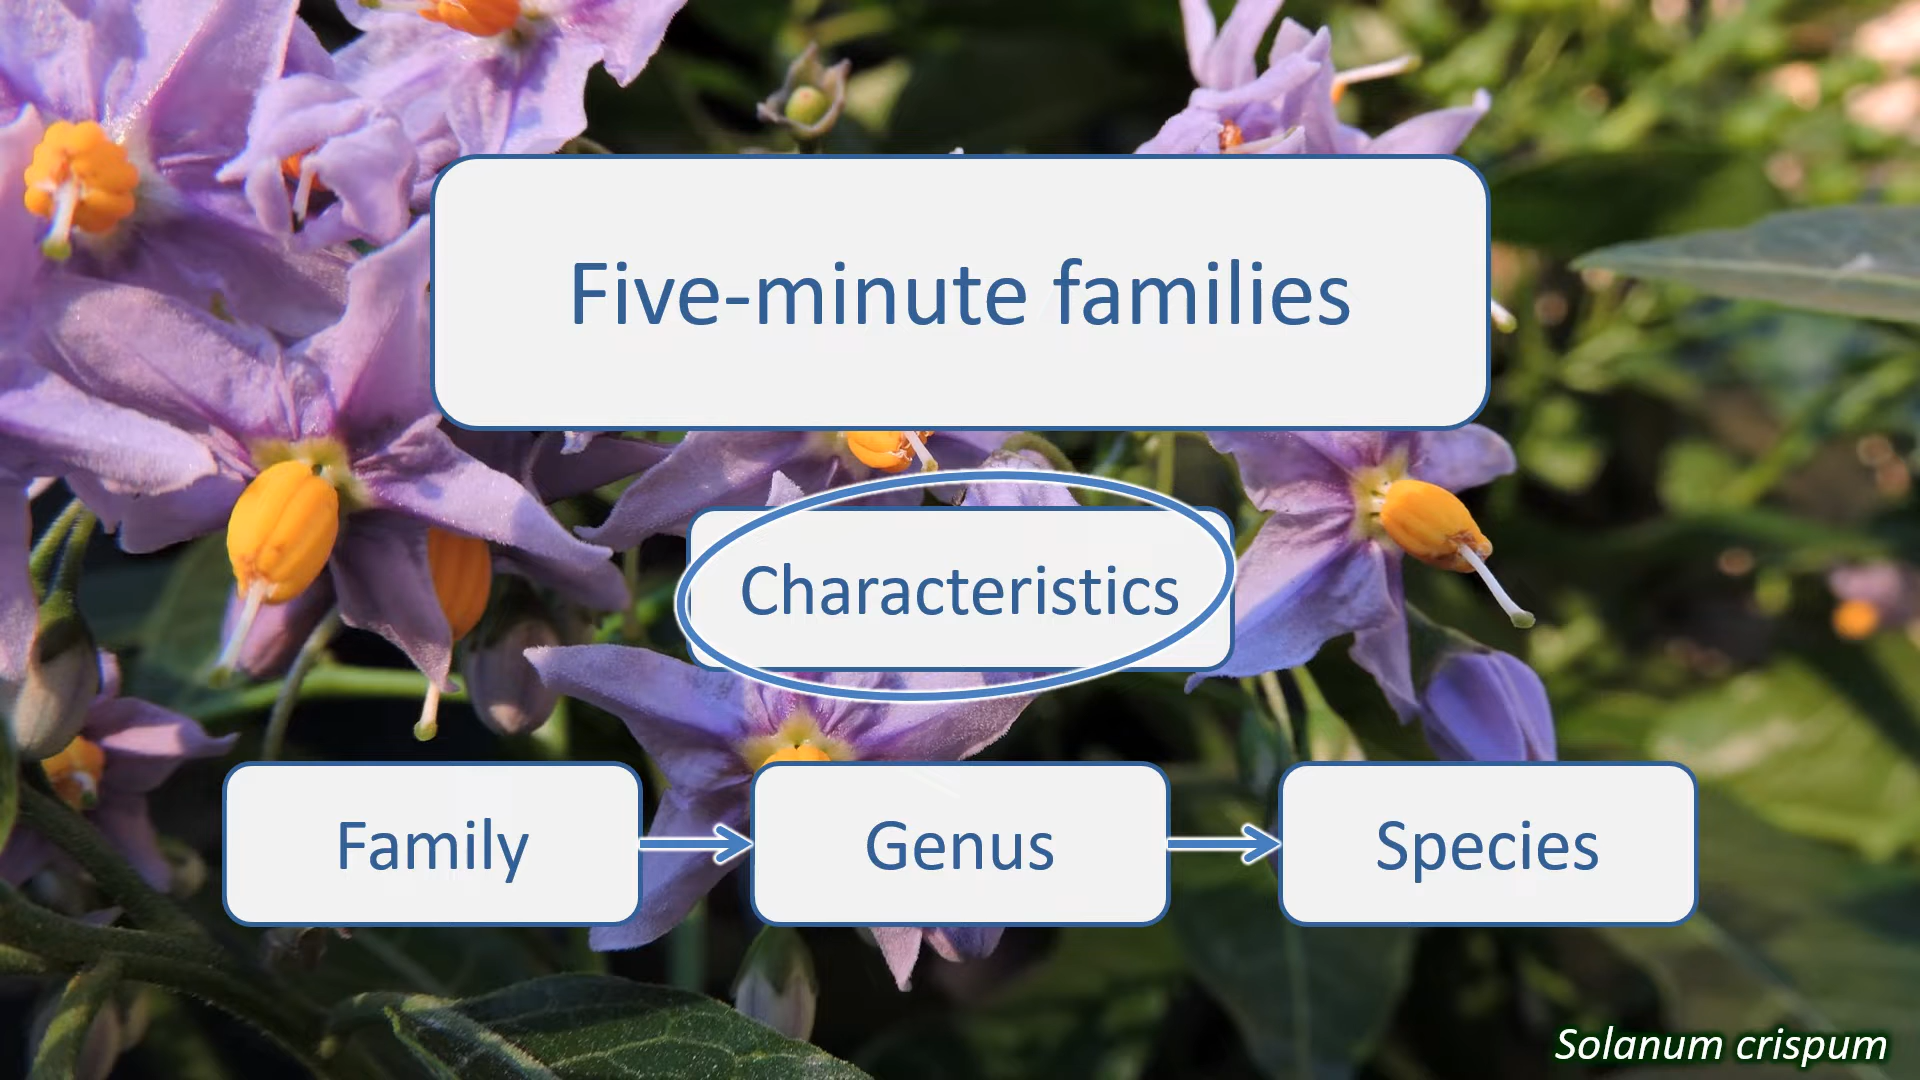 Five-minute families
Characteristics
Family
Genus
Species
Solanum crispum